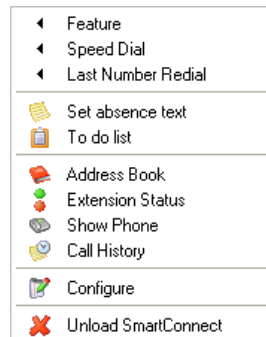 Feature
Speed Dial
Last Number Redial
Set absence text
To do list
Address Book
Extension Status
Show Phone
Call History
Configure
Unload SmartConnect